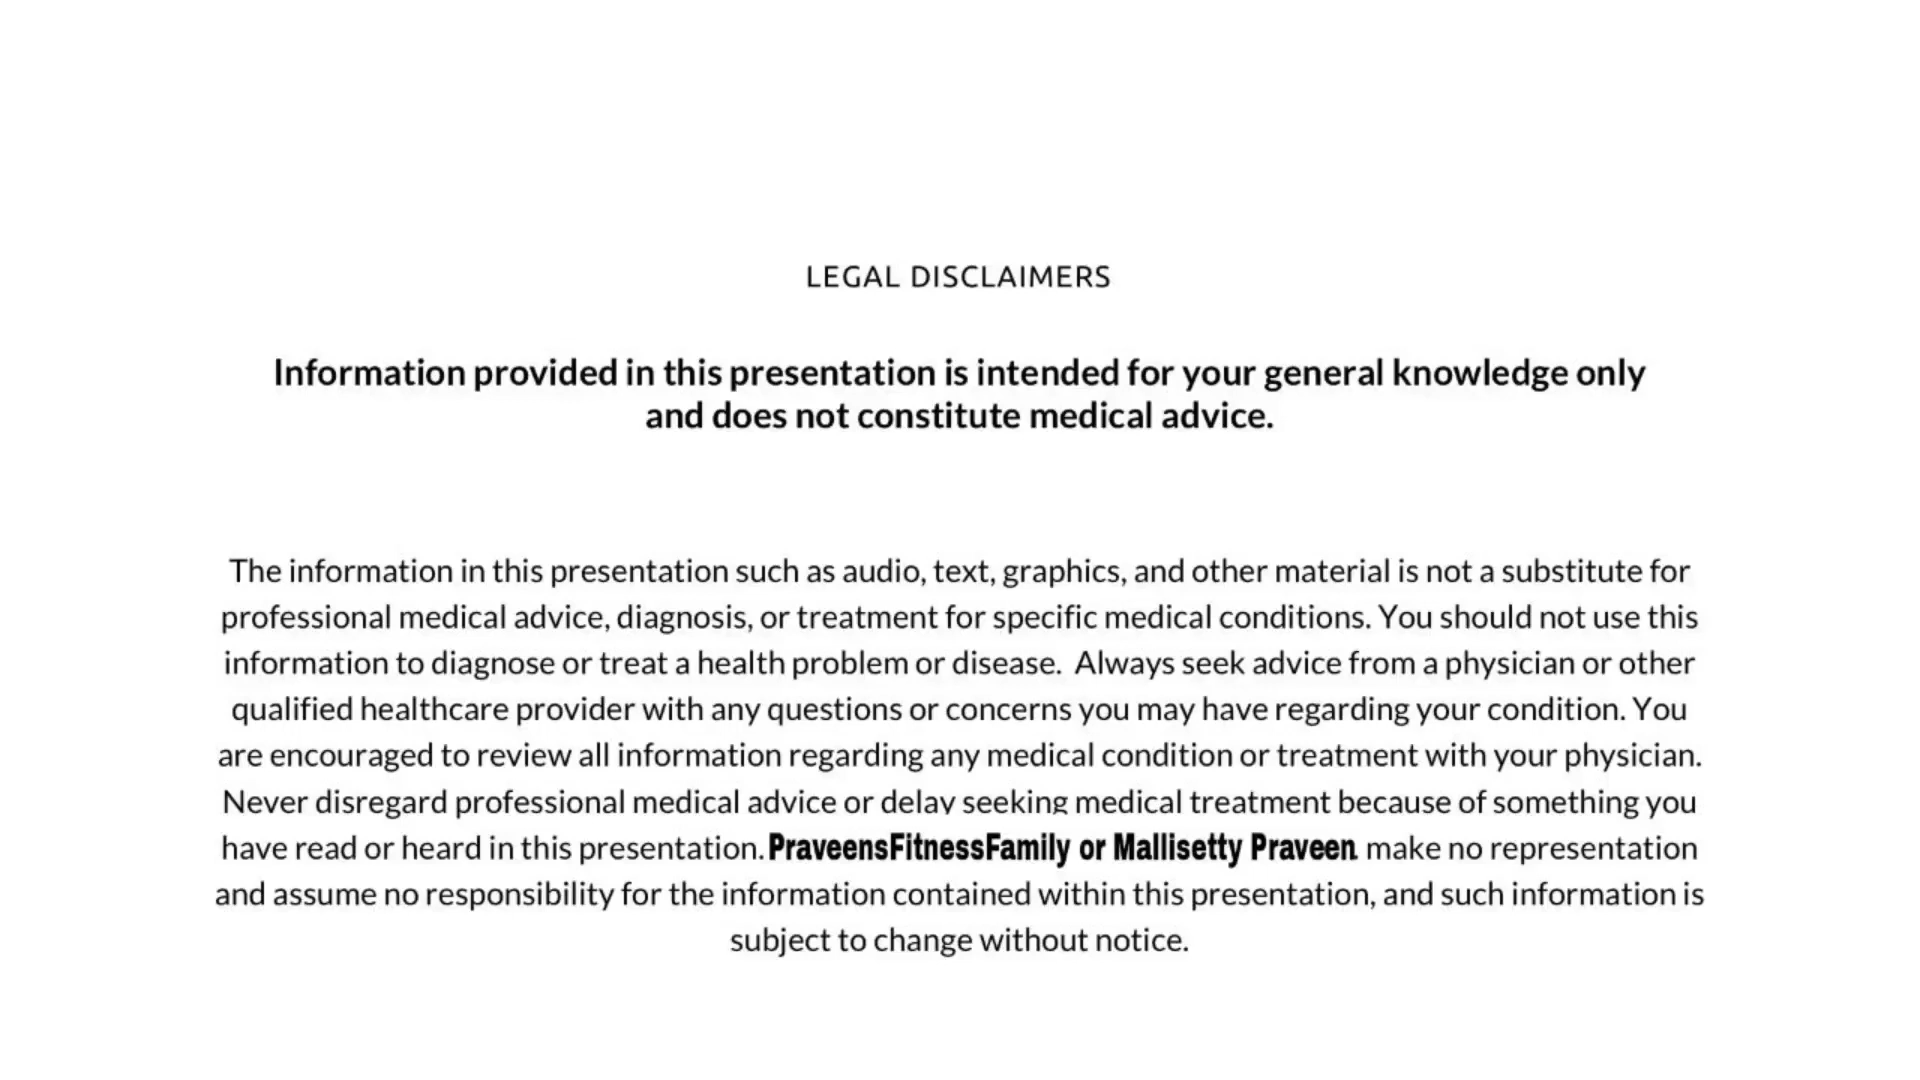 LEGAL DISCLAIMERS
Information provided in this presentation is intended for your general knowledge only
and does not constitute medical advice.
The information in this presentation such as audio, text, graphics, and other material is not a substitute for
professional medical advice, diagnosis, or treatment for specific medical conditions. You should not use this
information to diagnose or treat a health problem or disease.  Always seek advice from a physician or other
qualified healthcare provider with any questions or concerns you may have regarding your condition. You
are encouraged to review all information regarding any medical condition or treatment with your physician.
Never disregard professional medical advice or delay seeking medical treatment because of something you
have read or heard in this presentation. PraveensFitnessFamily or Mallisetty Praveen make no representation
and assume no responsibility for the information contained within this presentation, and such information is
subject to change without notice.